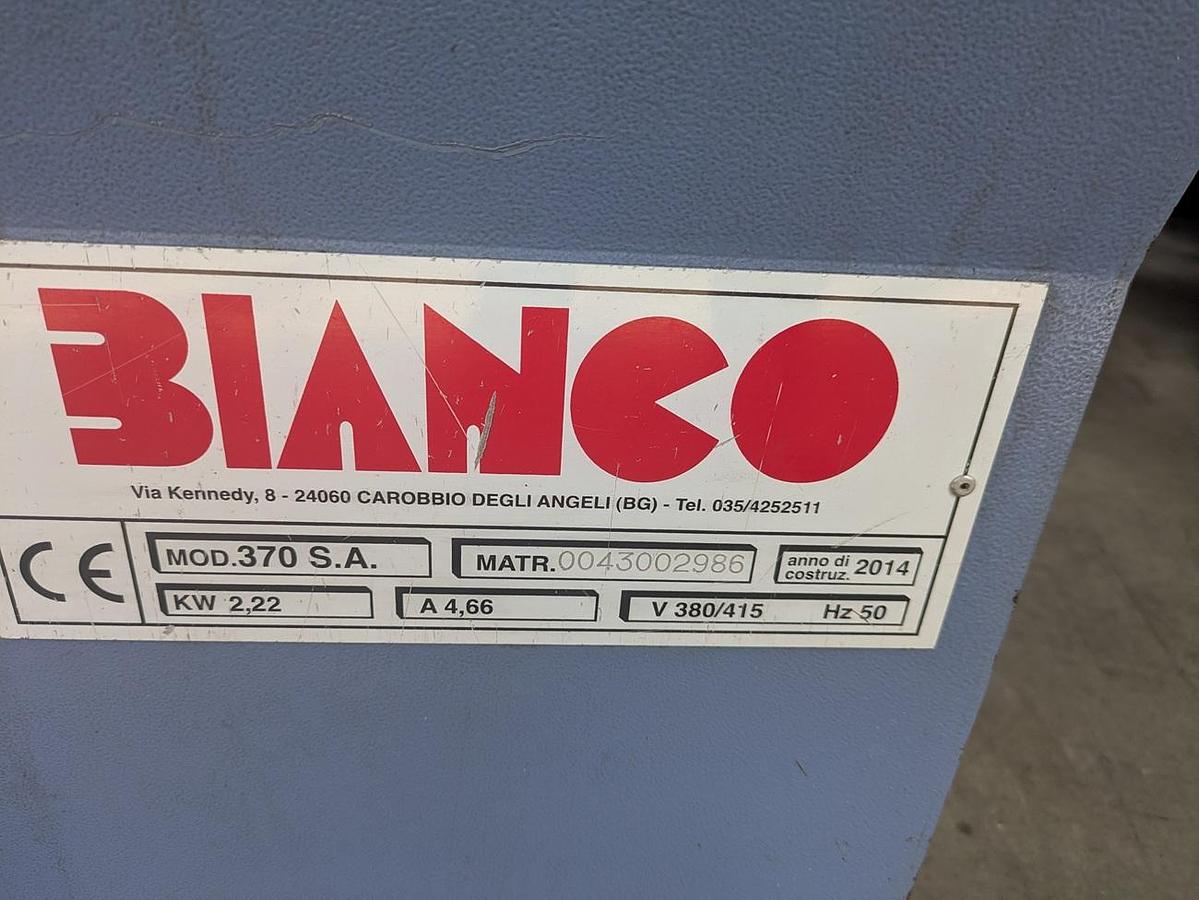 BIANCO
Via Kennedy, 8 - 24060 CAROBBIO DEGLI ANGELI (BG) - Tel. 035/4252511
CE MOD.370 S.A. MATR.0043002986 anno di costruz. 2014
KW 2,22 A 4,66 V 380/415 Hz 50